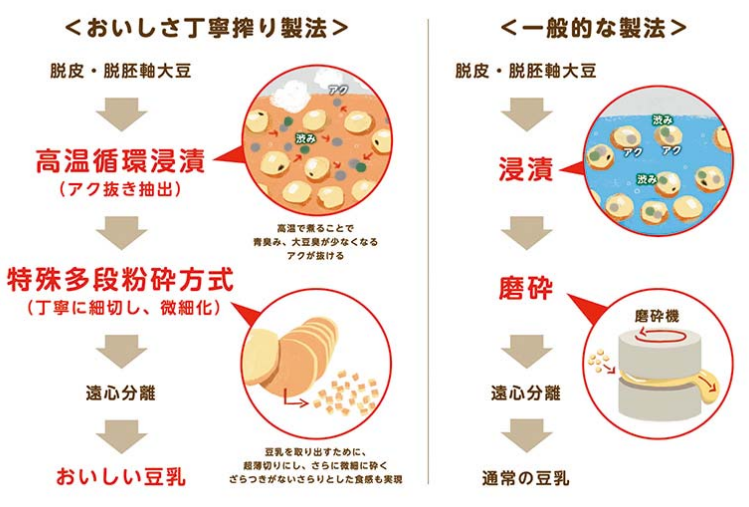 ＜おいしさ丁寧搾り製法＞
脱皮・脱胚軸大豆
高温循環浸漬
（アク抜き抽出）
アク
渋み
高温で煮ることで
青臭み、大豆臭が少なくなる
アクが抜ける
特殊多段粉砕方式
（丁寧に細切し、微細化）
遠心分離
豆乳を取り出すために、
超薄切りにし、さらに微細に砕く
ざらつきがないさらりとした食感も実現
おいしい豆乳
＜一般的な製法＞
脱皮・脱胚軸大豆
浸漬
渋み
アク
アク
渋み
磨砕
磨砕機
遠心分離
通常の豆乳